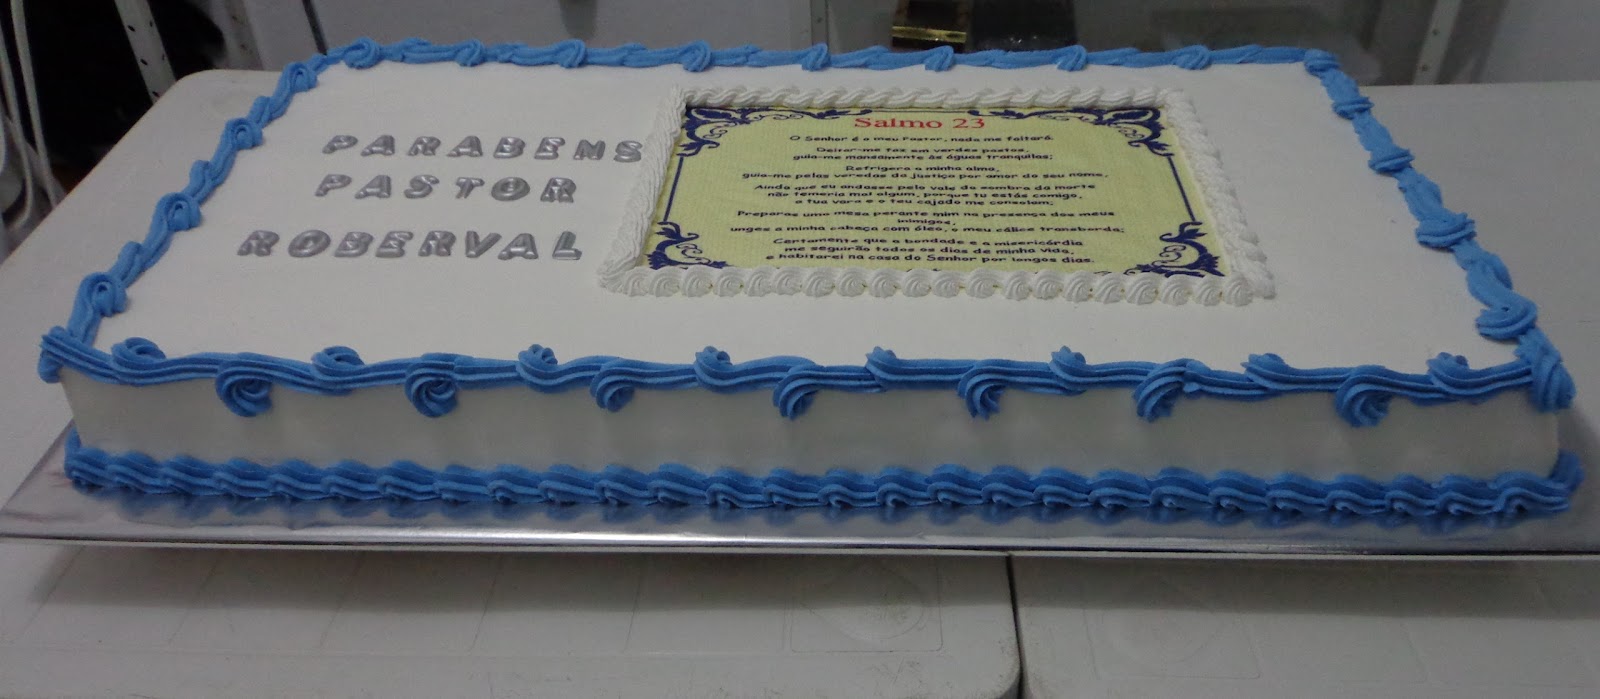 PARABENS
PASTOR
ROBERVAL
Salmo 23
O Senhor é o meu Pastor, nada me faltará.
Deitar-me faz em verdes pastos,
guia-me mansamente às águas tranquilas;
Refrigera a minha alma,
guia-me pelas veredas da justiça por amor do seu nome.
Ainda que eu andasse pelo vale da sombra da morte
não temeria mal algum, porque tu estás comigo,
a tua vara e o teu cajado me consolam;
Preparas uma mesa perante mim na presença dos meus
inimigos,
unges a minha cabeça com óleo, o meu cálice transborda;
Certamente que a bondade e a misericórdia
me seguirão todos os dias de minha vida,
e habitarei na casa do Senhor por longos dias.